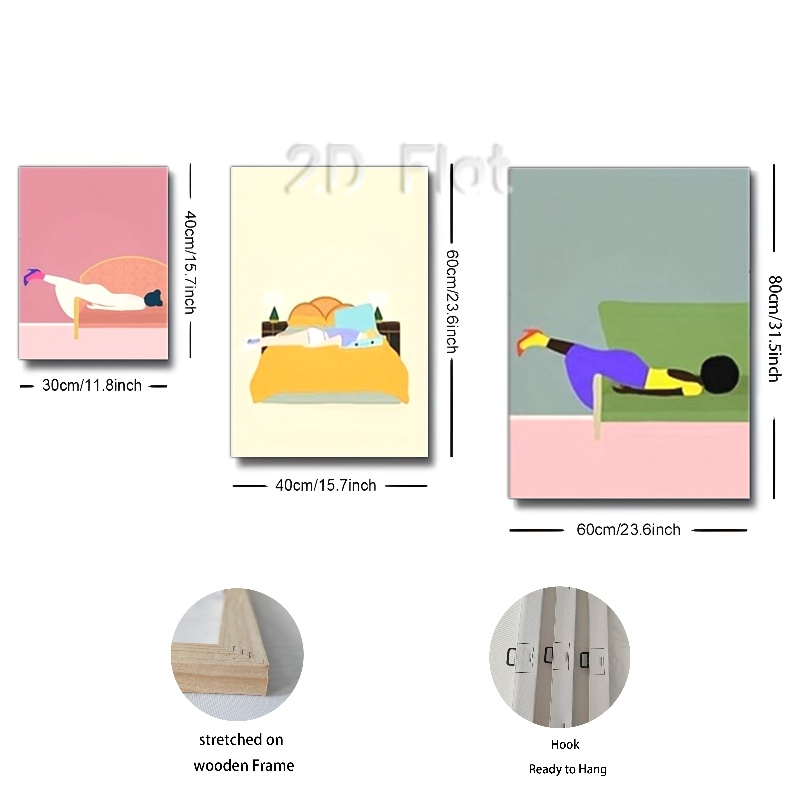 2D Flat
40cm/15.7inch
60cm/23.6inch
80cm/31.5inch
30cm/11.8inch
40cm/15.7inch
60cm/23.6inch
stretched on
wooden Frame
Hook
Ready to Hang